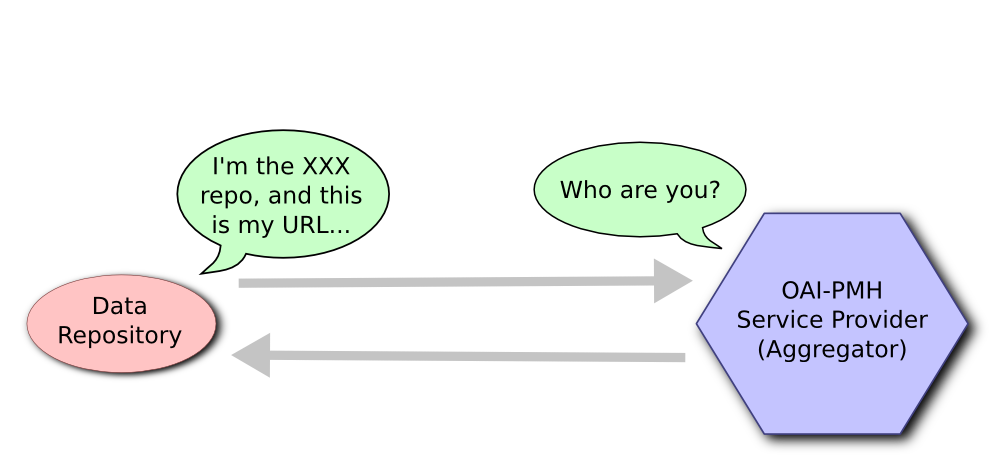 I'm the XXX
repo, and this
is my URL...
Who are you?
Data
Repository
OAI-PMH
Service Provider
(Aggregator)